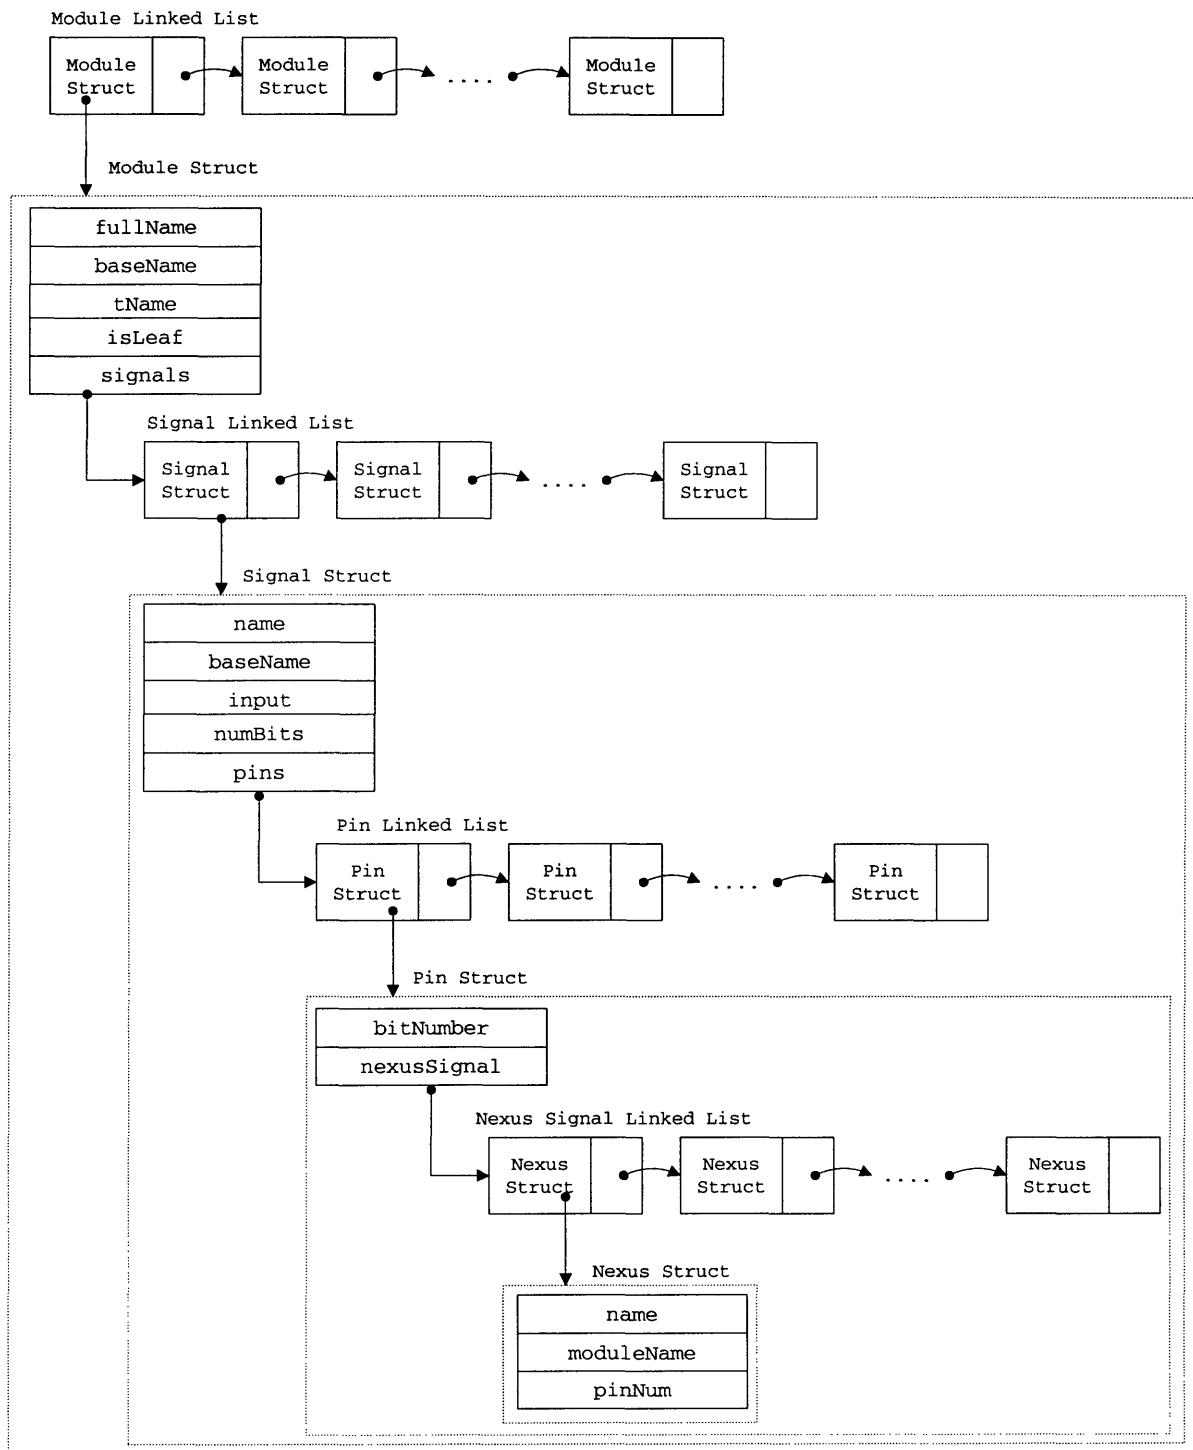 Module Linked List
Module
Struct
Module
Struct
....
Module
Struct
Module Struct
fullName
baseName
tName
isLeaf
signals
Signal Linked List
Signal
Struct
Signal
Struct
....
Signal
Struct
Signal Struct
name
baseName
input
numBits
pins
Pin Linked List
Pin
Struct
Pin
Struct
....
Pin
Struct
Pin Struct
bitNumber
nexusSignal
Nexus Signal Linked List
Nexus
Struct
Nexus
Struct
....
Nexus
Struct
Nexus Struct
name
moduleName
pinNum